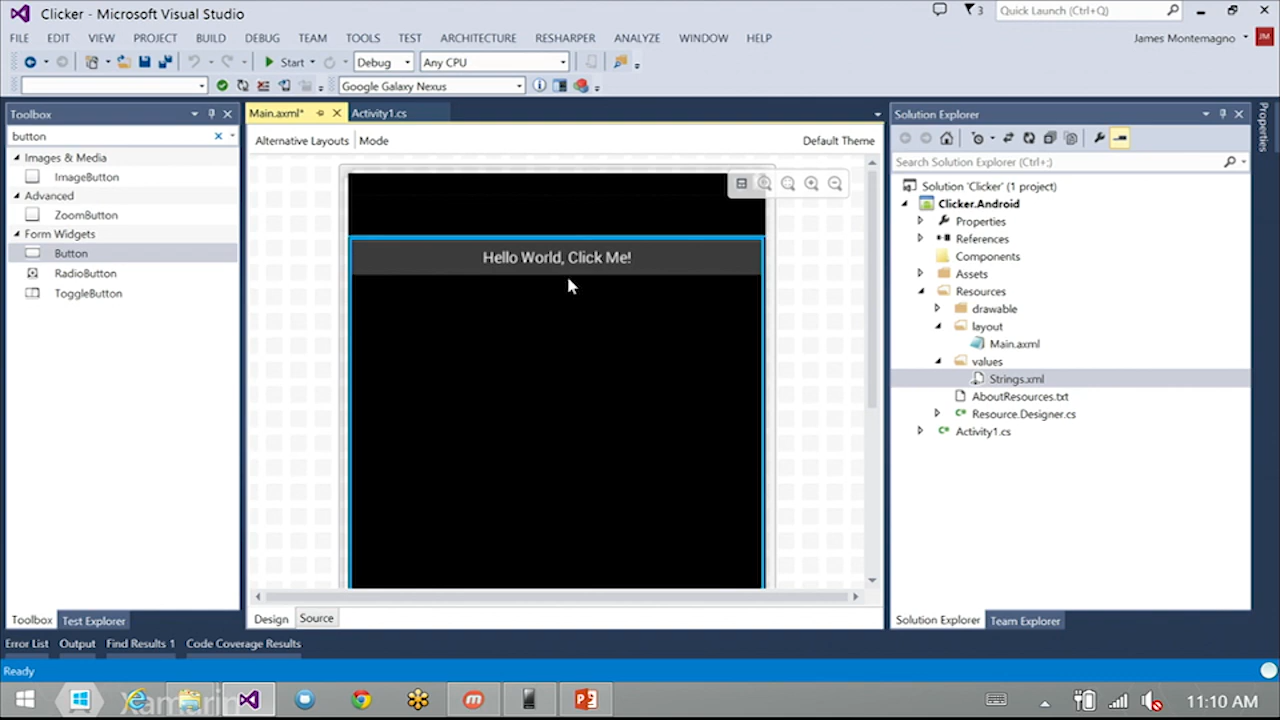 Clicker - Microsoft Visual Studio
3
Quick Launch (Ctrl+Q)
FILE EDIT VIEW PROJECT BUILD DEBUG TEAM TOOLS TEST ARCHITECTURE RESHARPER ANALYZE WINDOW HELP
James Montemagno
JM
Start
Debug
Any CPU
Google Galaxy Nexus
Toolbox
button
Images & Media
ImageButton
Advanced
ZoomButton
Form Widgets
Button
RadioButton
ToggleButton
Toolbox Test Explorer
Main.axml* Activity1.cs
Alternative Layouts Mode
Default Theme
Hello World, Click Me!
Design Source
Solution Explorer
Search Solution Explorer (Ctrl+;)
Solution 'Clicker' (1 project)
Clicker.Android
Properties
References
Components
Assets
Resources
drawable
layout
Main.axml
values
Strings.xml
AboutResources.txt
Resource.Designer.cs
Activity1.cs
Solution Explorer Team Explorer
Properties
Error List Output Find Results 1 Code Coverage Results
Ready
Xamarin
11:10 AM